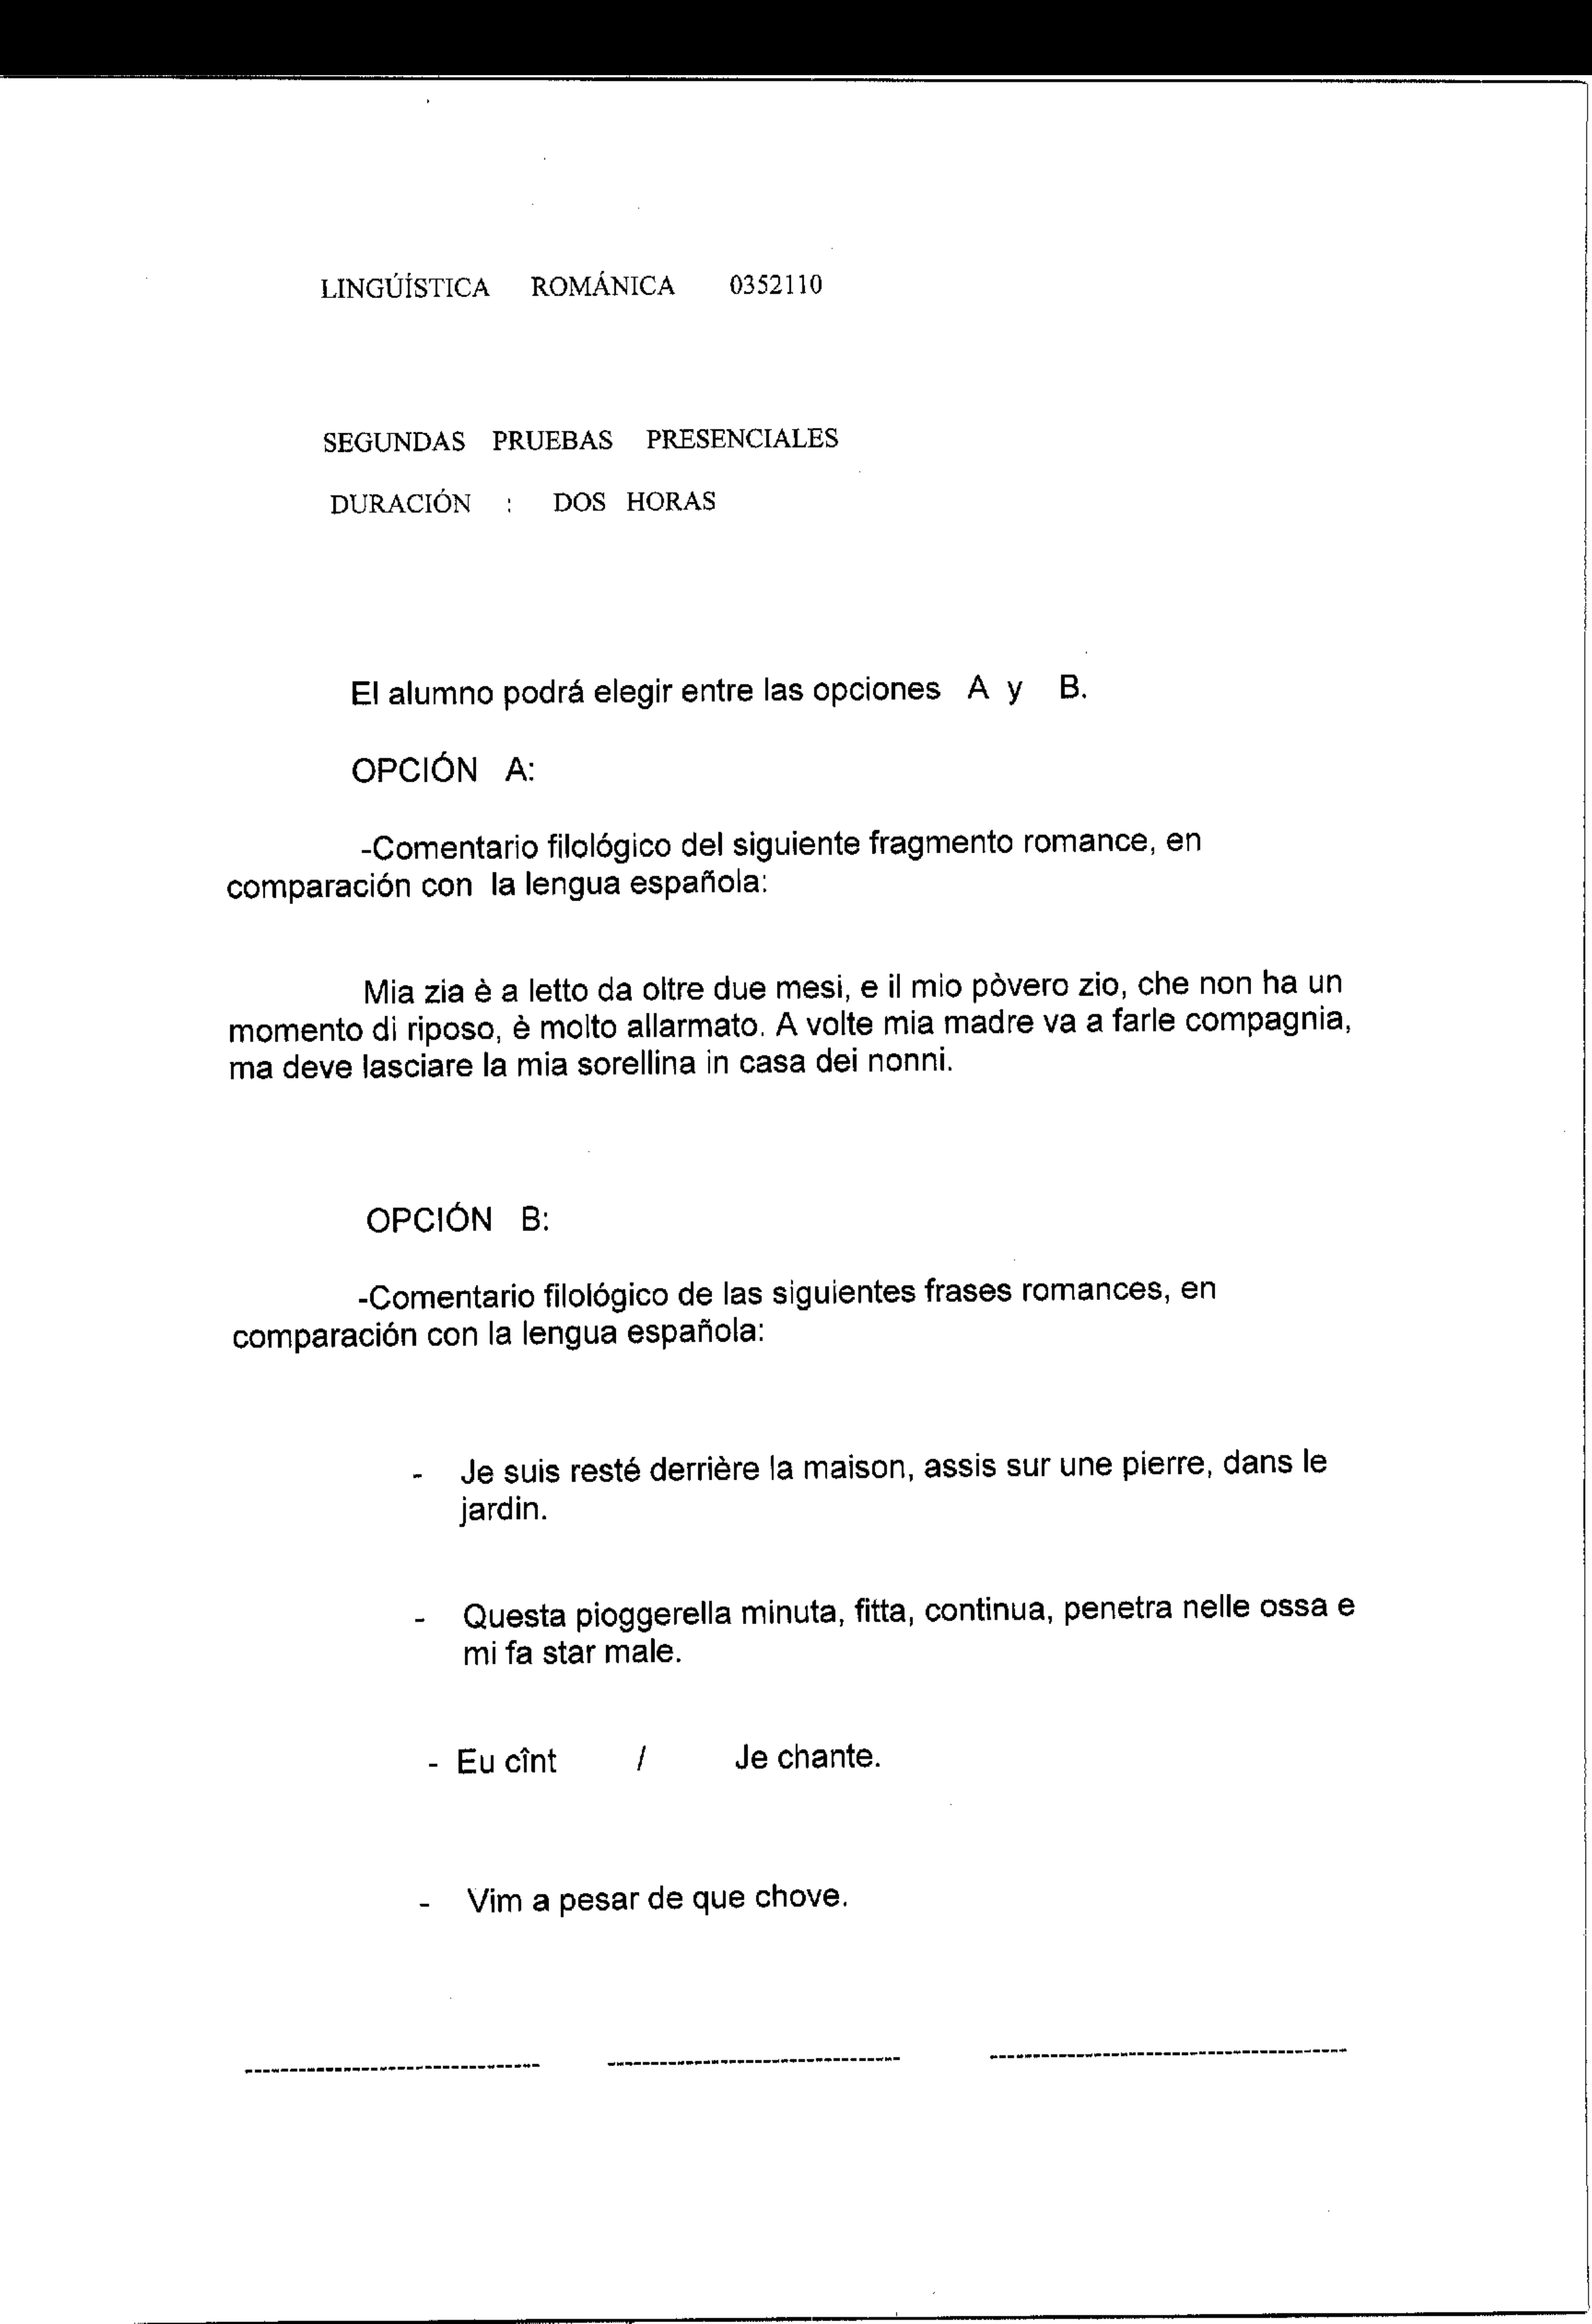 LINGÚÍSTICA ROMÁNICA 0352110
SEGUNDAS PRUEBAS PRESENCIALES
DURACIÓN : DOS HORAS
El alumno podrá elegir entre las opciones A y B.
OPCIÓN A:
-Comentario filológico del siguiente fragmento romance, en
comparación con la lengua española:
Mia zia è a letto da oltre due mesi, e il mio pòvero zio, che non ha un
momento di riposo, è molto allarmato. A volte mia madre va a farle compagnia,
ma deve lasciare la mia sorellina in casa dei nonni.
OPCIÓN B:
-Comentario filológico de las siguientes frases romances, en
comparación con la lengua española:
- Je suis resté derrière la maison, assis sur une pierre, dans le
jardin.
- Questa pioggerella minuta, fitta, continua, penetra nelle ossa e
mi fa star male.
- Eu cînt / Je chante.
- Vim a pesar de que chove.